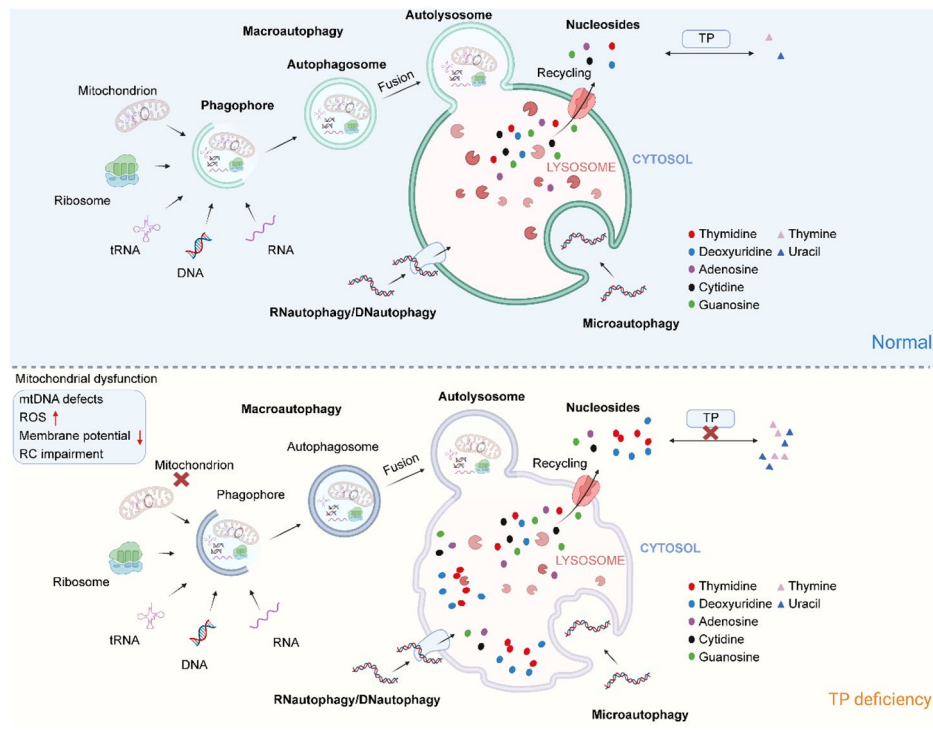 Autolysosome
Nucleosides
Macroautophagy
TP
Autophagosome
Fusion
Recycling
Mitochondrion
Phagophore
CYTOSOL
LYSOSOME
Ribosome
tRNA
DNA
RNA
Thymidine
Thymine
Deoxyuridine
Uracil
Adenosine
Cytidine
Guanosine
RNautophagy/DNautophagy
Microautophagy
Normal
Mitochondrial dysfunction
mtDNA defects
ROS
Membrane potential
RC impairment
Autolysosome
Nucleosides
Macroautophagy
TP
Autophagosome
Fusion
Recycling
Mitochondrion
Phagophore
CYTOSOL
LYSOSOME
Ribosome
tRNA
DNA
RNA
Thymidine
Thymine
Deoxyuridine
Uracil
Adenosine
Cytidine
Guanosine
RNautophagy/DNautophagy
Microautophagy
TP deficiency